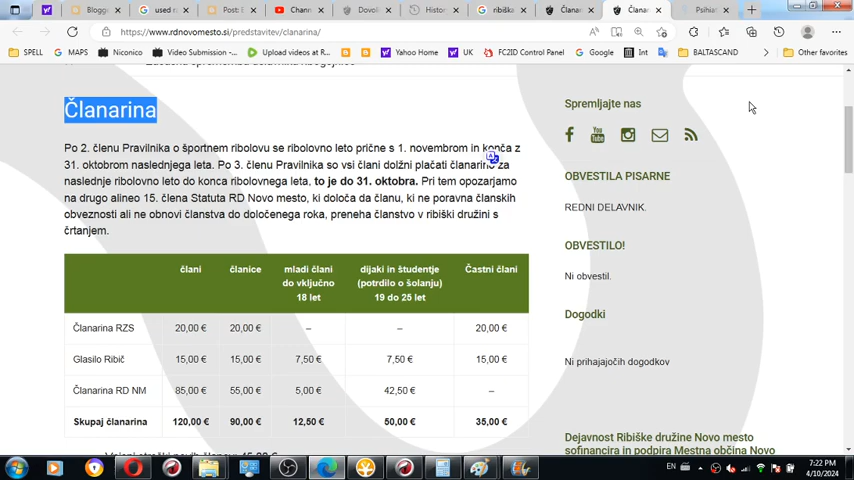 Blogge
used r
Post: E
Chann
Dovoli
Histor
ribiška
Članar
Članar
Psihiat
https://www.rdnovomesto.si/predstavitev/clanarina/
SPELL
MAPS
Niconico
Video Submission - ...
Upload videos at R...
Yahoo Home
UK
FC2ID Control Panel
Google
Int
BALTASCAND
Other favorites
Članarina
Po 2. členu Pravilnika o športnem ribolovu se ribolovno leto prične s 1. novembrom in konča z
31. oktobrom naslednjega leta. Po 3. členu Pravilnika so vsi člani dolžni plačati članarino za
naslednje ribolovno leto do konca ribolovnega leta, to je do 31. oktobra. Pri tem opozarjamo
na drugo alineo 15. člena Statuta RD Novo mesto, ki določa da članu, ki ne poravna članskih
obveznosti ali ne obnovi članstva do določenega roka, preneha članstvo v ribiški družini s
črtanjem.
člani članice mladi člani do vključno 18 let dijaki in študentje (potrdilo o šolanju) 19 do 25 let Častni člani
Članarina RZS 20,00 € 20,00 € – – 20,00 €
Glasilo Ribič 15,00 € 15,00 € 7,50 € 7,50 € 15,00 €
Članarina RD NM 85,00 € 55,00 € 5,00 € 42,50 € –
Skupaj članarina 120,00 € 90,00 € 12,50 € 50,00 € 35,00 €
Spremljajte nas
You
Tube
OBVESTILA PISARNE
REDNI DELAVNIK.
OBVESTILO!
Ni obvestil.
Dogodki
Ni prihajajočih dogodkov
Dejavnost Ribiške družine Novo mesto
sofinancira in podpira Mestna občina Novo
EN
7:22 PM
4/10/2024